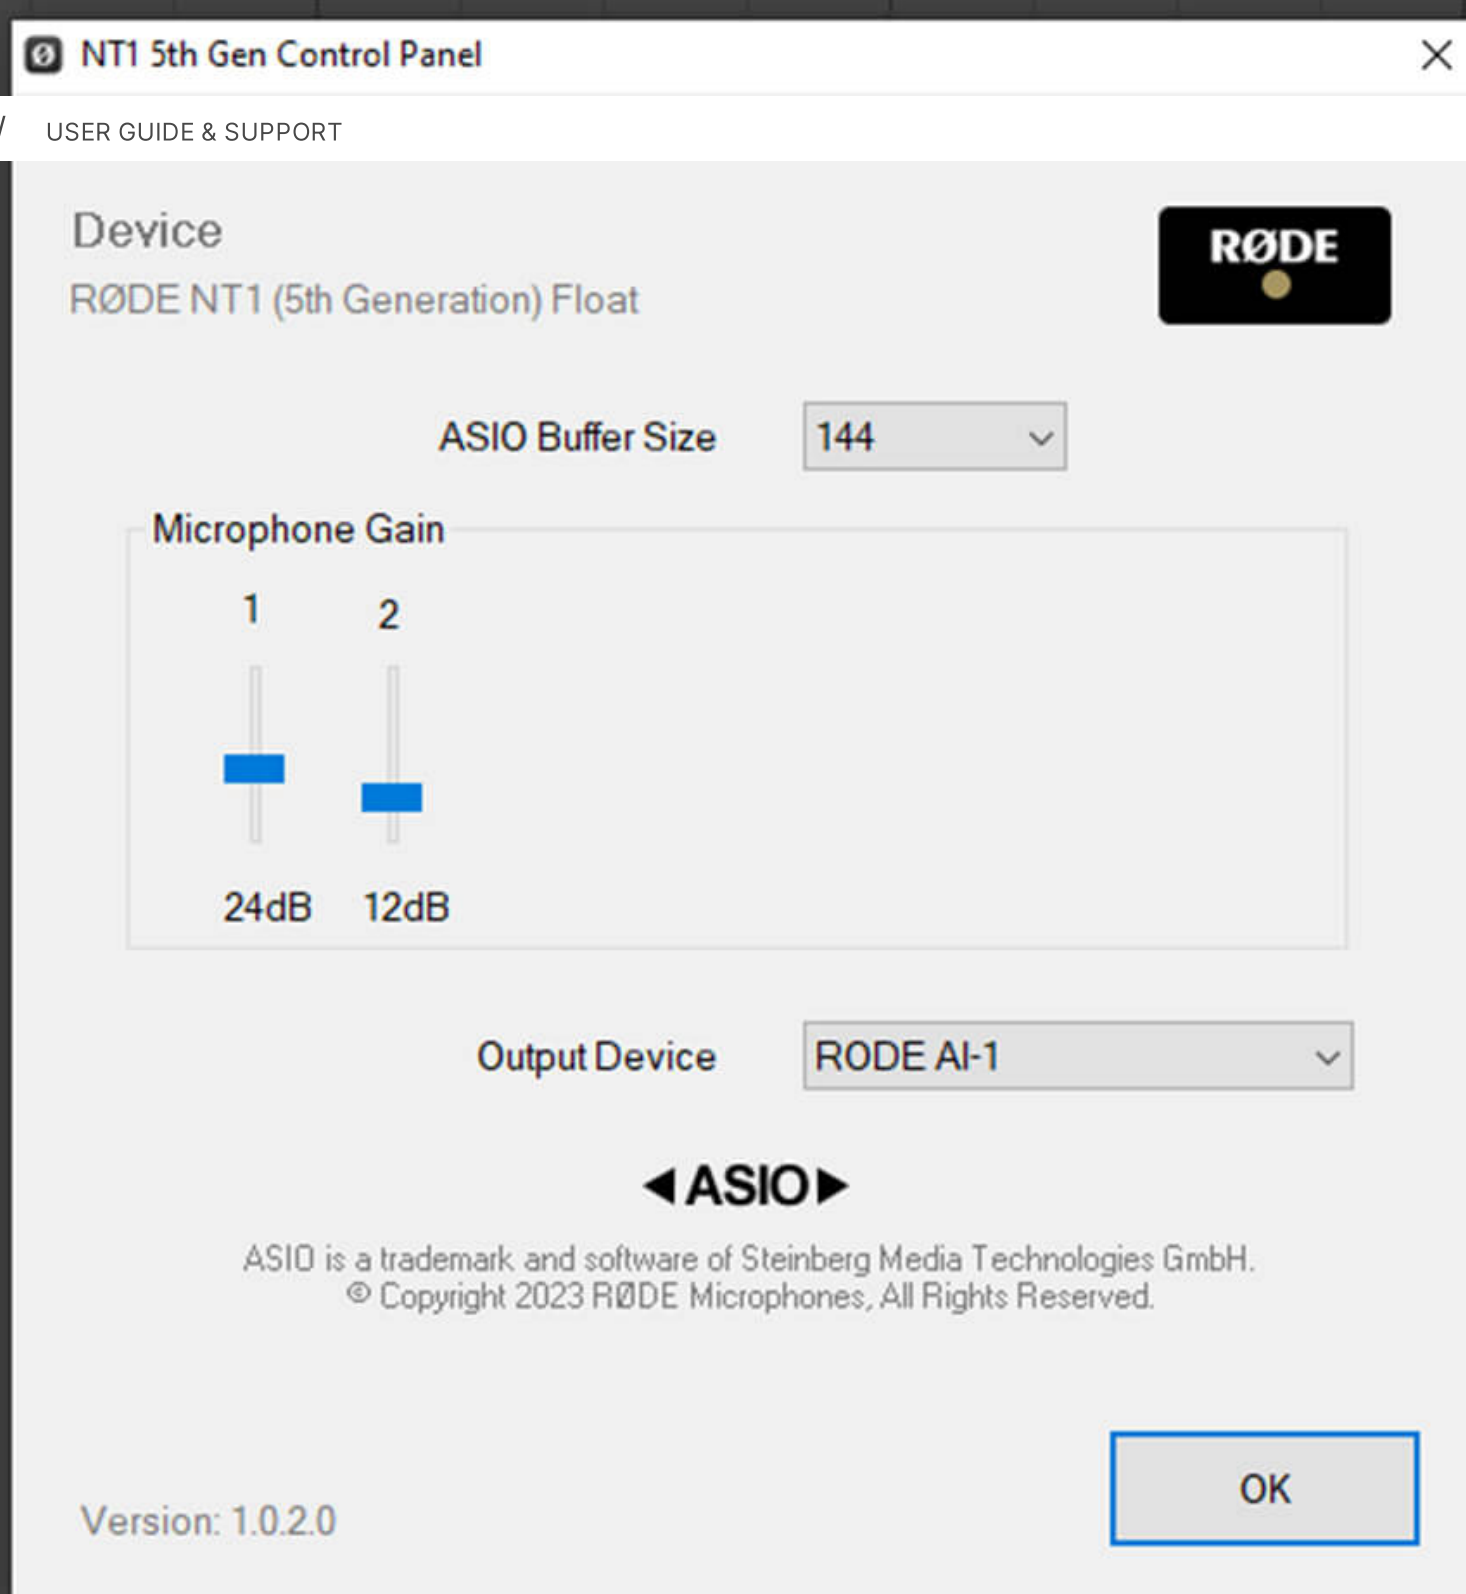 NT1 5th Gen Control Panel
/ USER GUIDE & SUPPORT
Device
RØDE
RØDE NT1 (5th Generation) Float
ASIO Buffer Size 144
Microphone Gain
1 2
24dB 12dB
Output Device RODE AI-1
ASIO
ASIO is a trademark and software of Steinberg Media Technologies GmbH.
© Copyright 2023 RØDE Microphones, All Rights Reserved.
OK
Version: 1.0.2.0